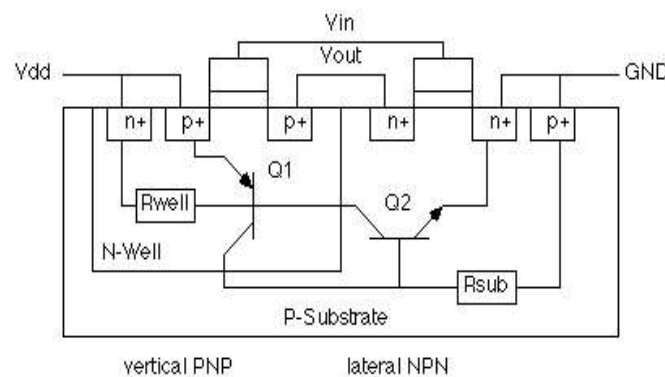 Vin
Vout
Vdd
GND
n+ p+ p+ n+ n+ p+
Q1
Rwell
Q2
N-Well
Rsub
P-Substrate
vertical PNP lateral NPN